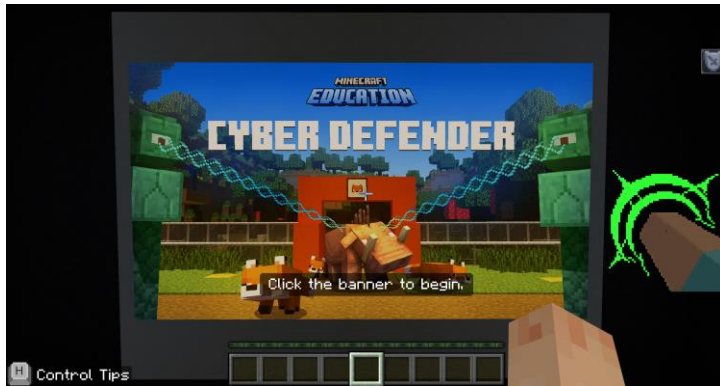 MINECRAFT
EDUCATION
CYBER DEFENDER
Click the banner to begin.
H Control Tips